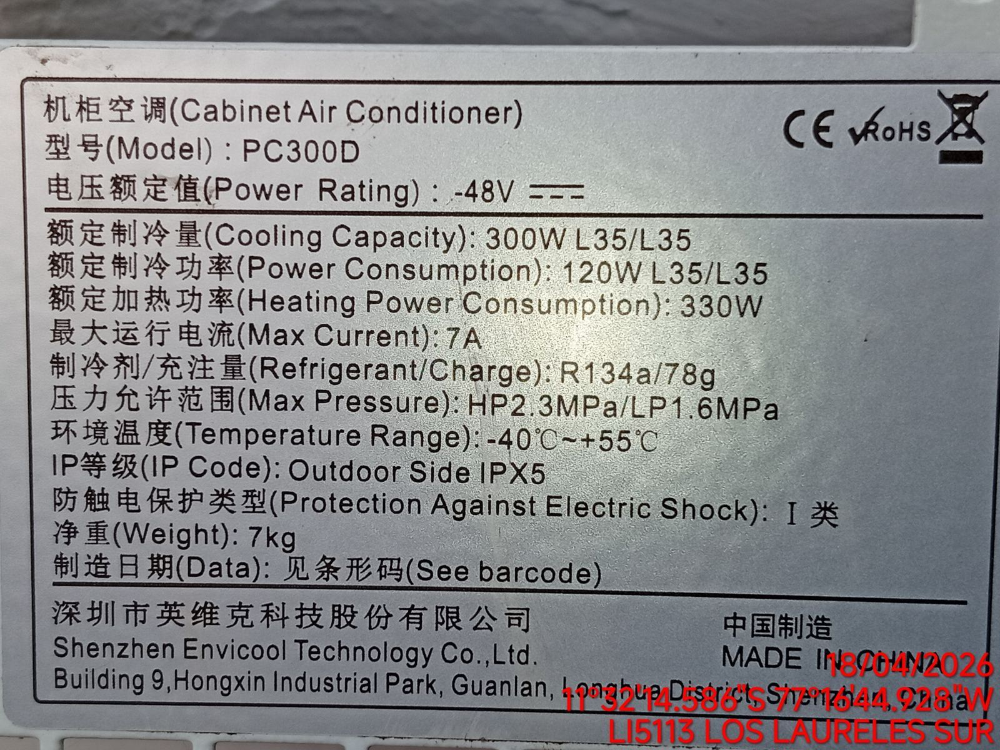 机柜空调(Cabinet Air Conditioner)
CE RoHS
型号(Model) : PC300D
电压额定值(Power Rating) : -48V
额定制冷量(Cooling Capacity): 300W L35/L35
额定制冷功率(Power Consumption): 120W L35/L35
额定加热功率(Heating Power Consumption): 330W
最大运行电流(Max Current): 7A
制冷剂/充注量(Refrigerant/Charge): R134a/78g
压力允许范围(Max Pressure): HP2.3MPa/LP1.6MPa
环境温度(Temperature Range): -40℃~+55℃
IP等级(IP Code): Outdoor Side IPX5
防触电保护类型(Protection Against Electric Shock): I 类
净重(Weight): 7kg
制造日期(Data): 见条形码(See barcode)
深圳市英维克科技股份有限公司
中国制造
Shenzhen Envicool Technology Co.,Ltd.
MADE IN CHINA
Building 9,Hongxin Industrial Park, Guanlan, Longhua District, Shenzhen, China
18/04/2026
11°32'14.586"S 77°16'44.928"W
LI5113 LOS LAURELES SUR